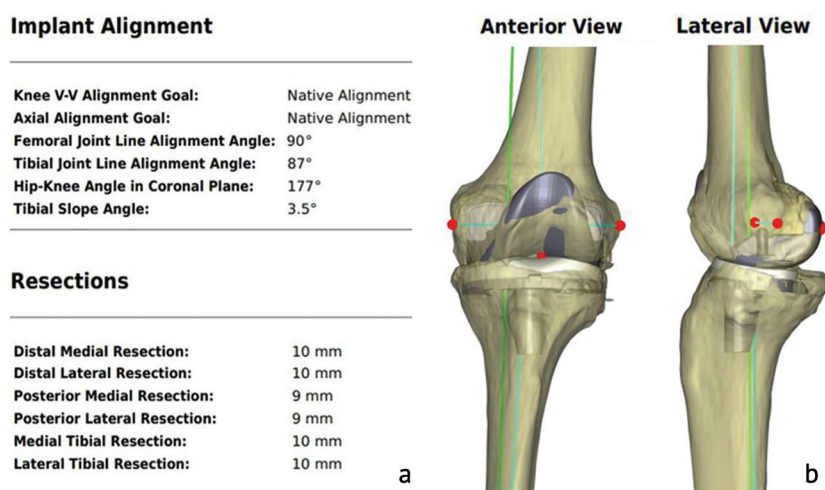 Implant Alignment
Knee V-V Alignment Goal: Native Alignment
Axial Alignment Goal: Native Alignment
Femoral Joint Line Alignment Angle: 90°
Tibial Joint Line Alignment Angle: 87°
Hip-Knee Angle in Coronal Plane: 177°
Tibial Slope Angle: 3.5°
Resections
Distal Medial Resection: 10 mm
Distal Lateral Resection: 10 mm
Posterior Medial Resection: 9 mm
Posterior Lateral Resection: 9 mm
Medial Tibial Resection: 10 mm
Lateral Tibial Resection: 10 mm
a
Anterior View
Lateral View
b